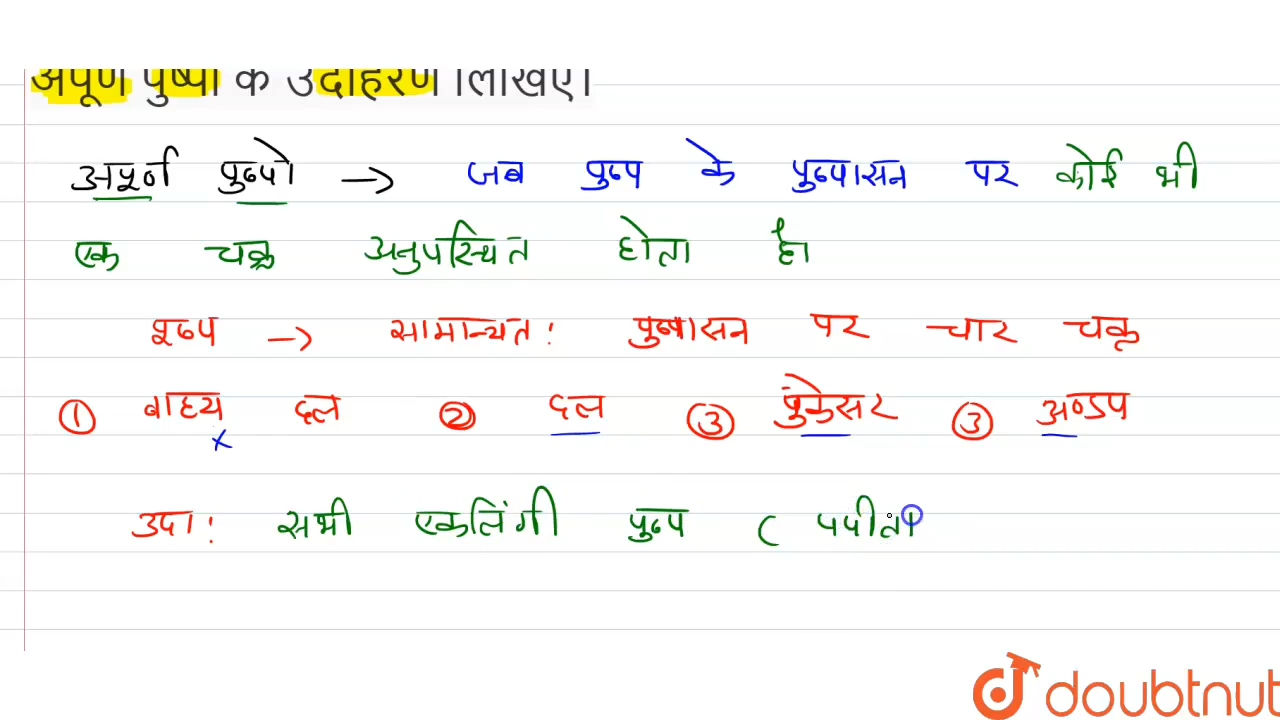 अपूर्ण पुष्पों के उदाहरण लिखिए।
अपूर्ण पुष्पों → जब पुष्प के पुष्पासन पर कोई भी
एक चक्र अनुपस्थित होता है।
पुष्प → सामान्यत: पुष्पासन पर चार चक्र
① बाह्य दल ② दल ③ पुंकेसर ③ अण्डप
x
उदा: सभी एकलिंगी पुष्प ( पपीता
doubtnut